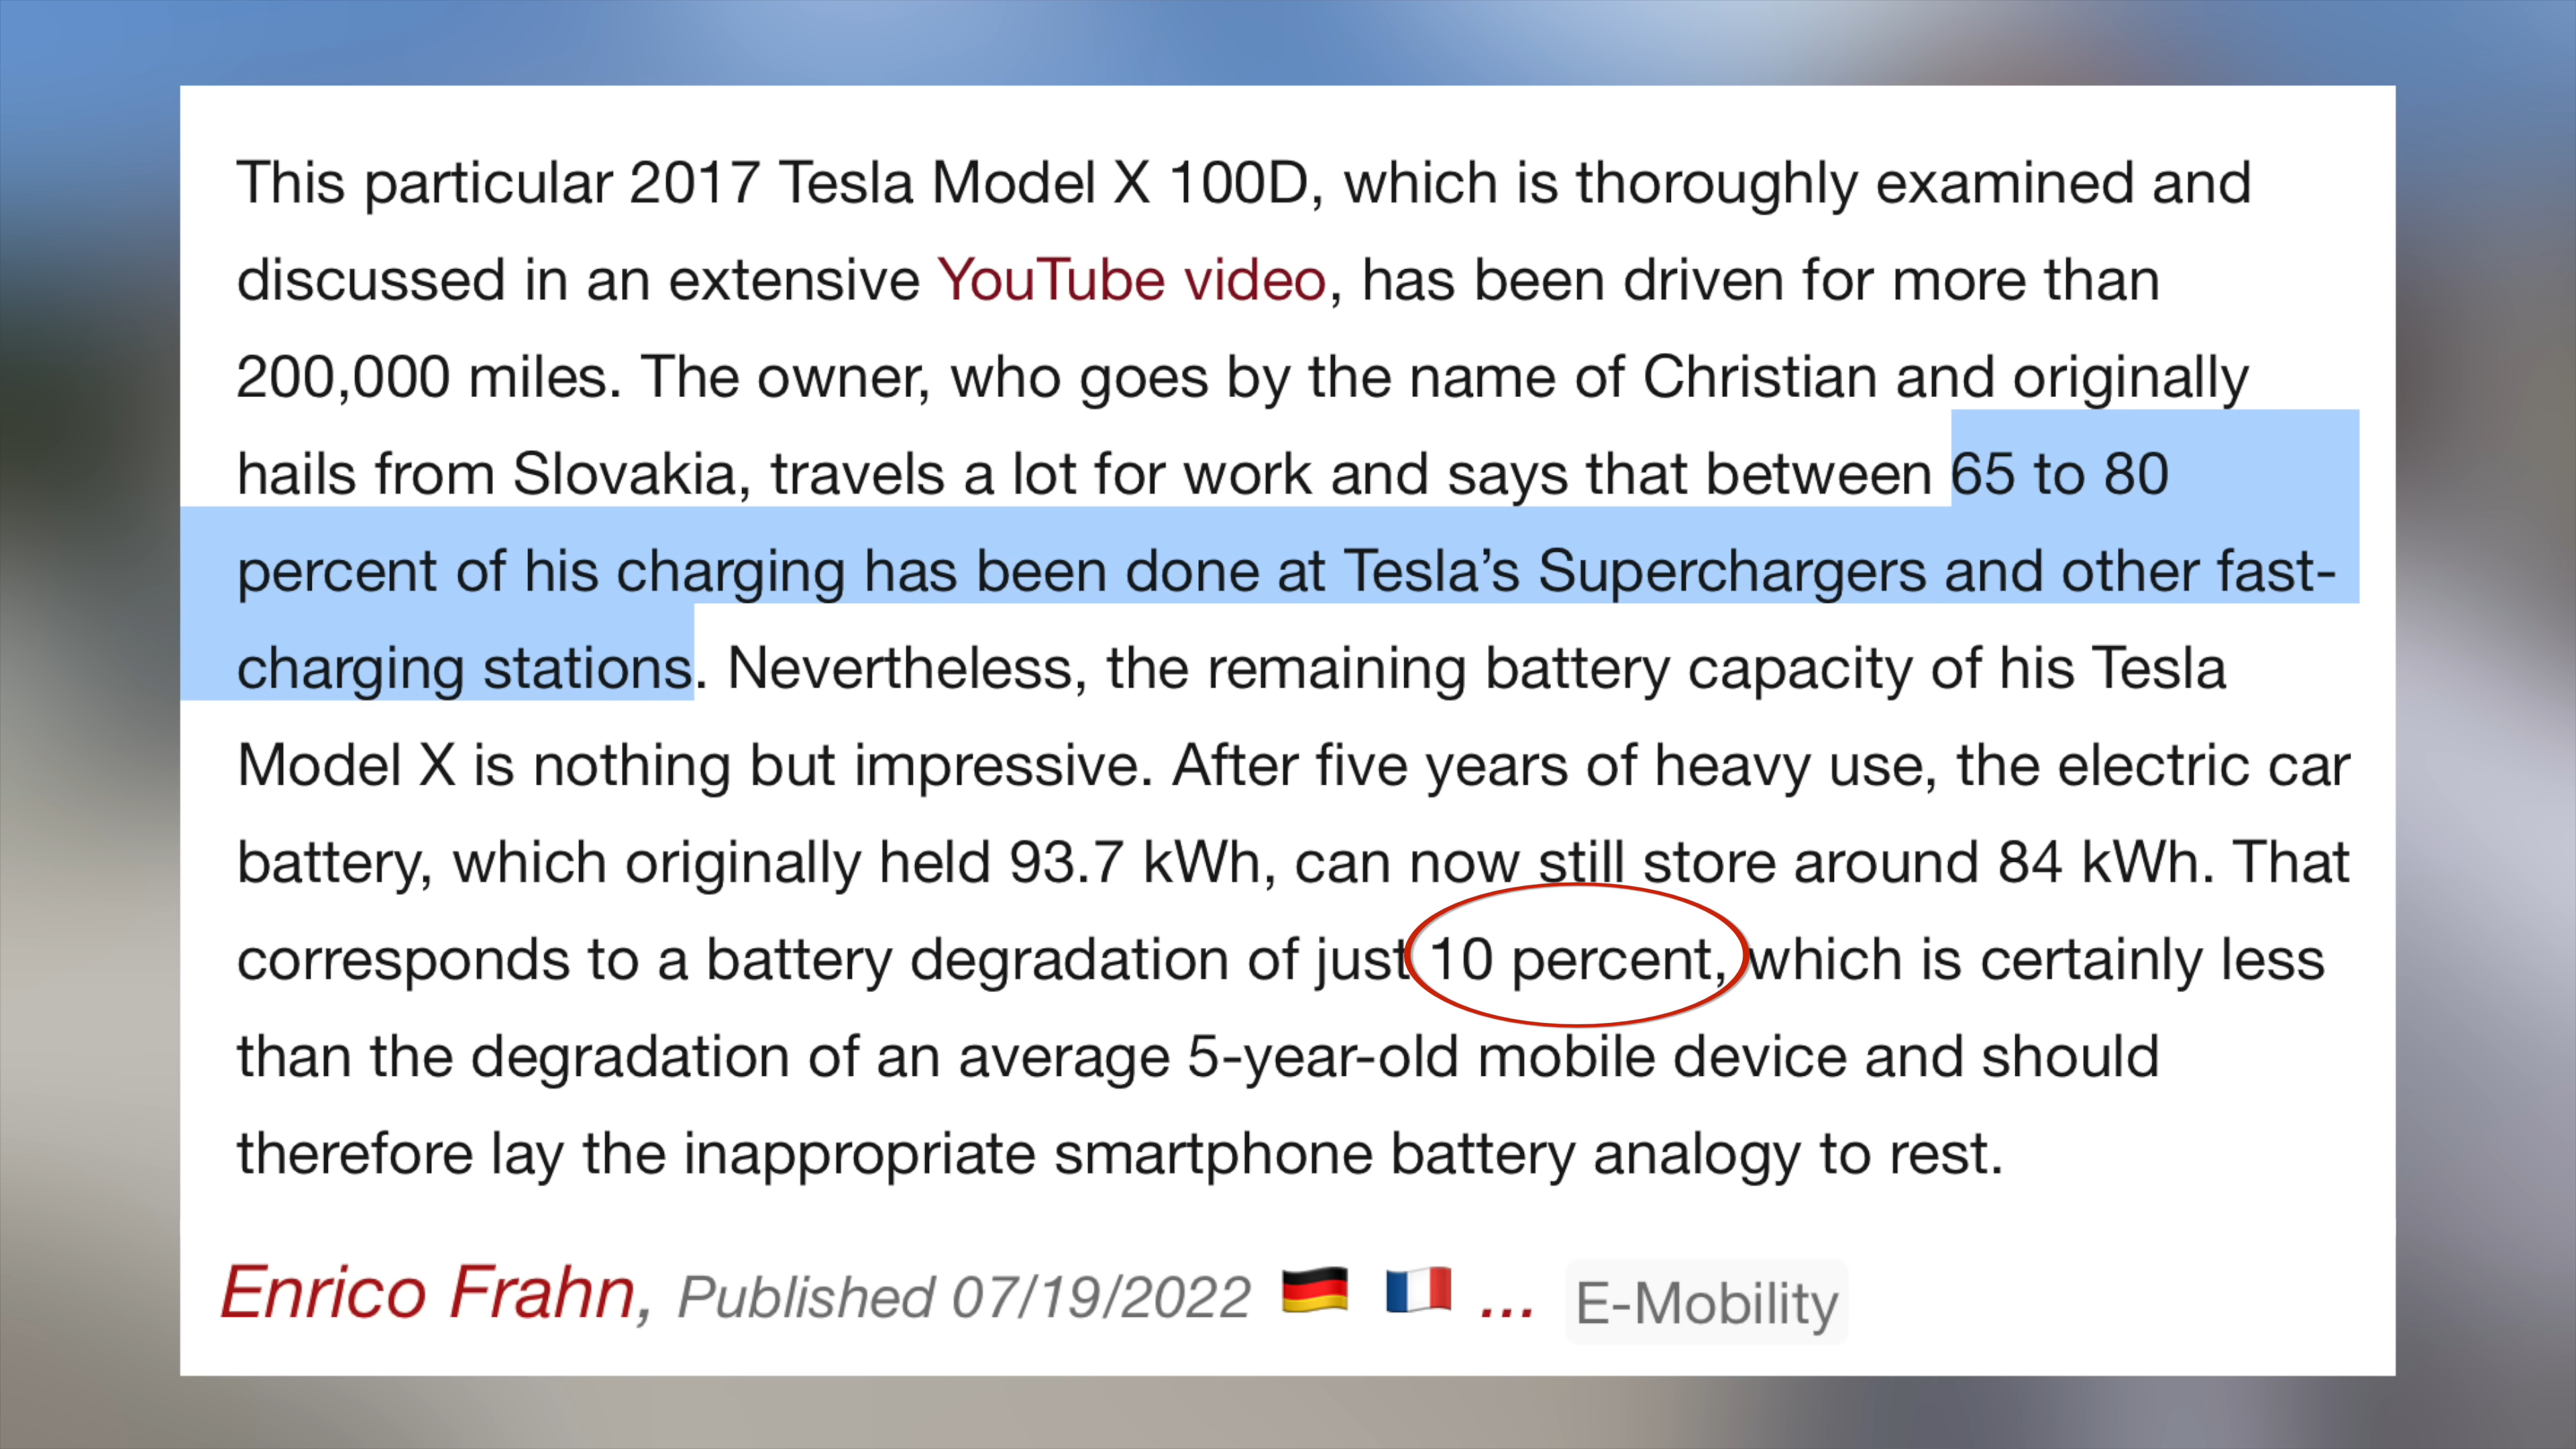 This particular 2017 Tesla Model X 100D, which is thoroughly examined and
discussed in an extensive YouTube video, has been driven for more than
200,000 miles. The owner, who goes by the name of Christian and originally
hails from Slovakia, travels a lot for work and says that between 65 to 80
percent of his charging has been done at Tesla’s Superchargers and other fast-
charging stations. Nevertheless, the remaining battery capacity of his Tesla
Model X is nothing but impressive. After five years of heavy use, the electric car
battery, which originally held 93.7 kWh, can now still store around 84 kWh. That
corresponds to a battery degradation of just 10 percent, which is certainly less
than the degradation of an average 5-year-old mobile device and should
therefore lay the inappropriate smartphone battery analogy to rest.
Enrico Frahn, Published 07/19/2022 🇩🇪 🇫🇷 ... E-Mobility